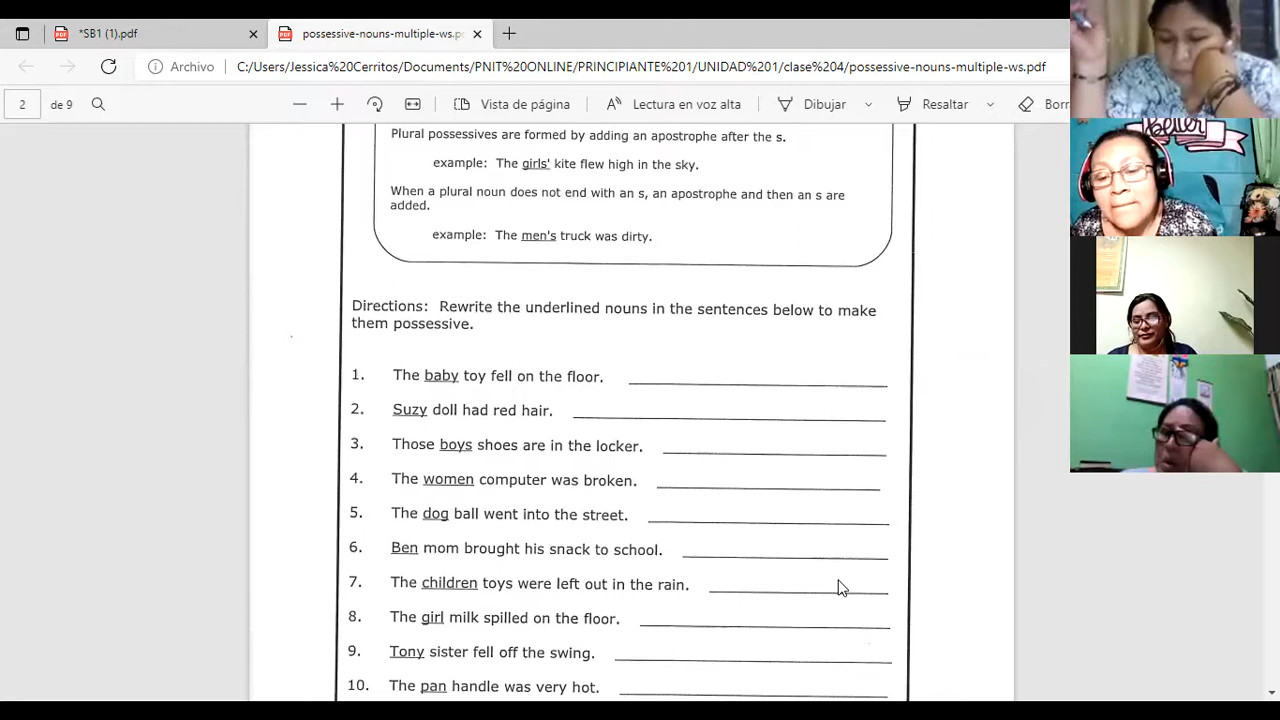 *SB1 (1).pdf
possessive-nouns-multiple-ws.pc
Archivo
C:/Users/Jessica%20Cerritos/Documents/PNIT%20ONLINE/PRINCIPIANTE%201/UNIDAD%201/clase%204/possessive-nouns-multiple-ws.pdf
2 de 9
Vista de página
Lectura en voz alta
Dibujar
Resaltar
Borr
Plural possessives are formed by adding an apostrophe after the s.
example: The girls' kite flew high in the sky.
When a plural noun does not end with an s, an apostrophe and then an s are
added.
example: The men's truck was dirty.
Directions: Rewrite the underlined nouns in the sentences below to make
them possessive.
1. The baby toy fell on the floor.
2. Suzy doll had red hair.
3. Those boys shoes are in the locker.
4. The women computer was broken.
5. The dog ball went into the street.
6. Ben mom brought his snack to school.
7. The children toys were left out in the rain.
8. The girl milk spilled on the floor.
9. Tony sister fell off the swing.
10. The pan handle was very hot.
Better